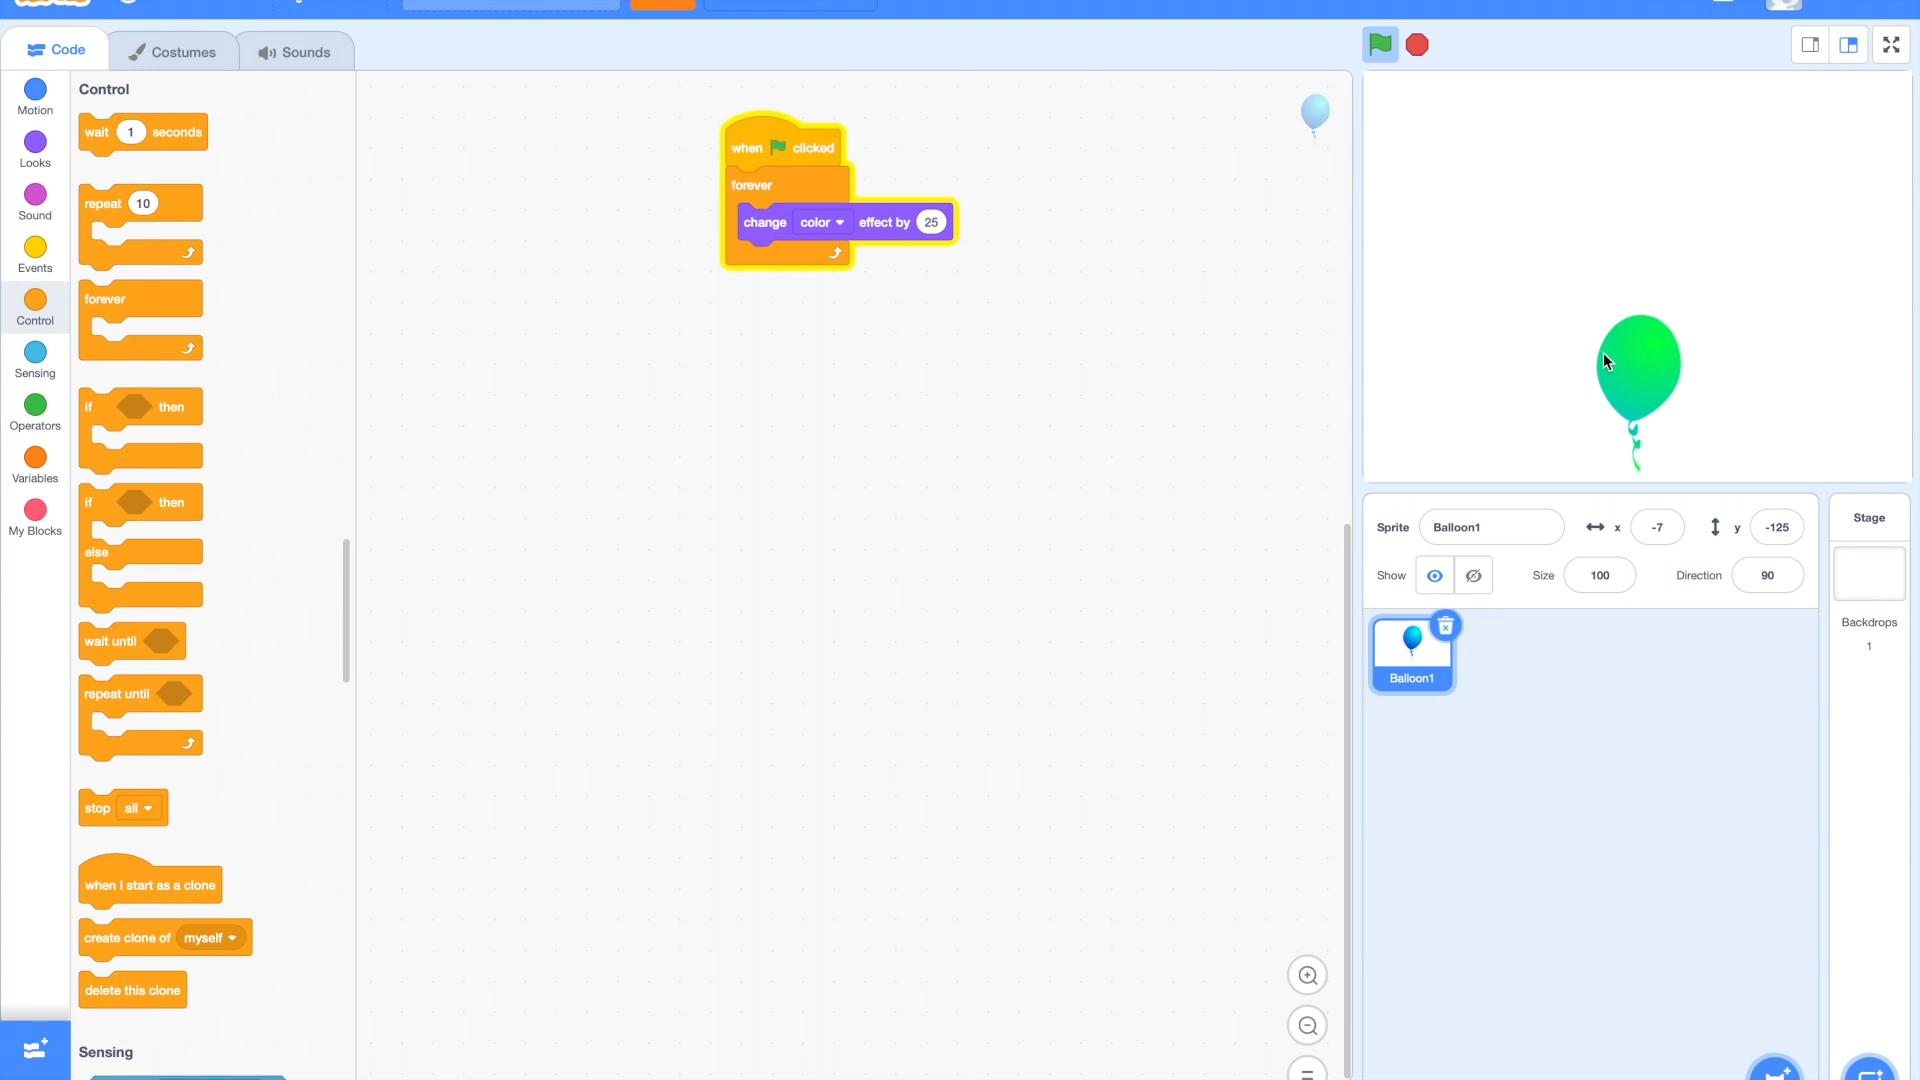 Code
Costumes
Sounds
Motion
Looks
Sound
Events
Control
Sensing
Operators
Variables
My Blocks
Control
wait 1 seconds
repeat 10
forever
if then
if then
else
wait until
repeat until
stop all
when I start as a clone
create clone of myself
delete this clone
Sensing
when clicked
forever
change color effect by 25
Sprite Balloon1 x -7 y -125
Show Size 100 Direction 90
Balloon1
Stage
Backdrops
1